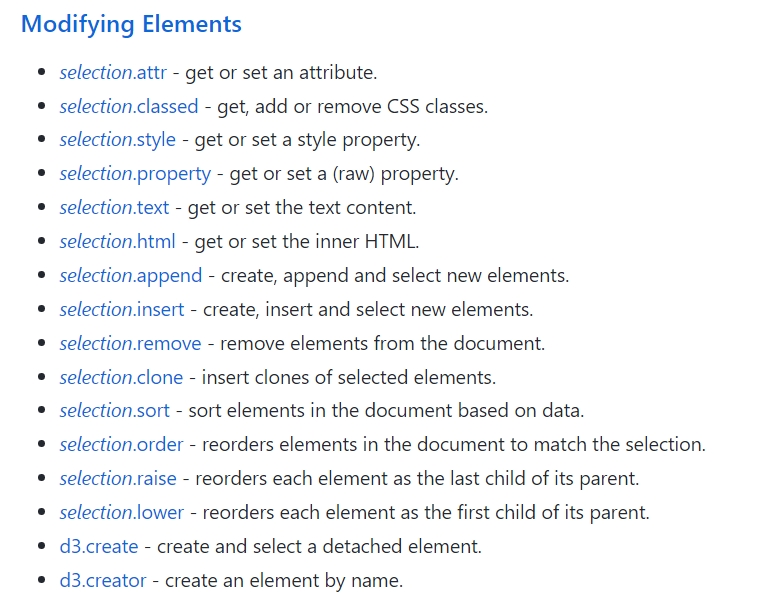 Modifying Elements
selection.attr - get or set an attribute.
selection.classed - get, add or remove CSS classes.
selection.style - get or set a style property.
selection.property - get or set a (raw) property.
selection.text - get or set the text content.
selection.html - get or set the inner HTML.
selection.append - create, append and select new elements.
selection.insert - create, insert and select new elements.
selection.remove - remove elements from the document.
selection.clone - insert clones of selected elements.
selection.sort - sort elements in the document based on data.
selection.order - reorders elements in the document to match the selection.
selection.raise - reorders each element as the last child of its parent.
selection.lower - reorders each element as the first child of its parent.
d3.create - create and select a detached element.
d3.creator - create an element by name.